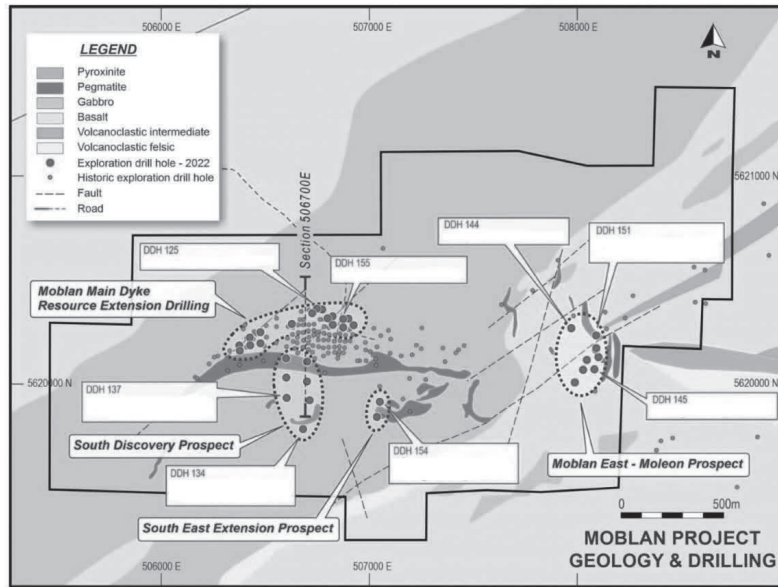 506000 E
507000 E
508000 E
LEGEND
Pyroxinite
Pegmatite
Gabbro
Basalt
Volcanoclastic intermediate
Volcanoclastic felsic
Exploration drill hole - 2022
Historic exploration drill hole
Fault
Road
N
5621000 N
Section 506700E
DDH 144
DDH 151
DDH 125
DDH 155
Moblan Main Dyke
Resource Extension Drilling
5620000 N
5620000 N
DDH 137
DDH 145
South Discovery Prospect
DDH 154
Moblan East - Moleon Prospect
DDH 134
South East Extension Prospect
0
500m
MOBLAN PROJECT
GEOLOGY & DRILLING
506000 E
507000 E
508000 E